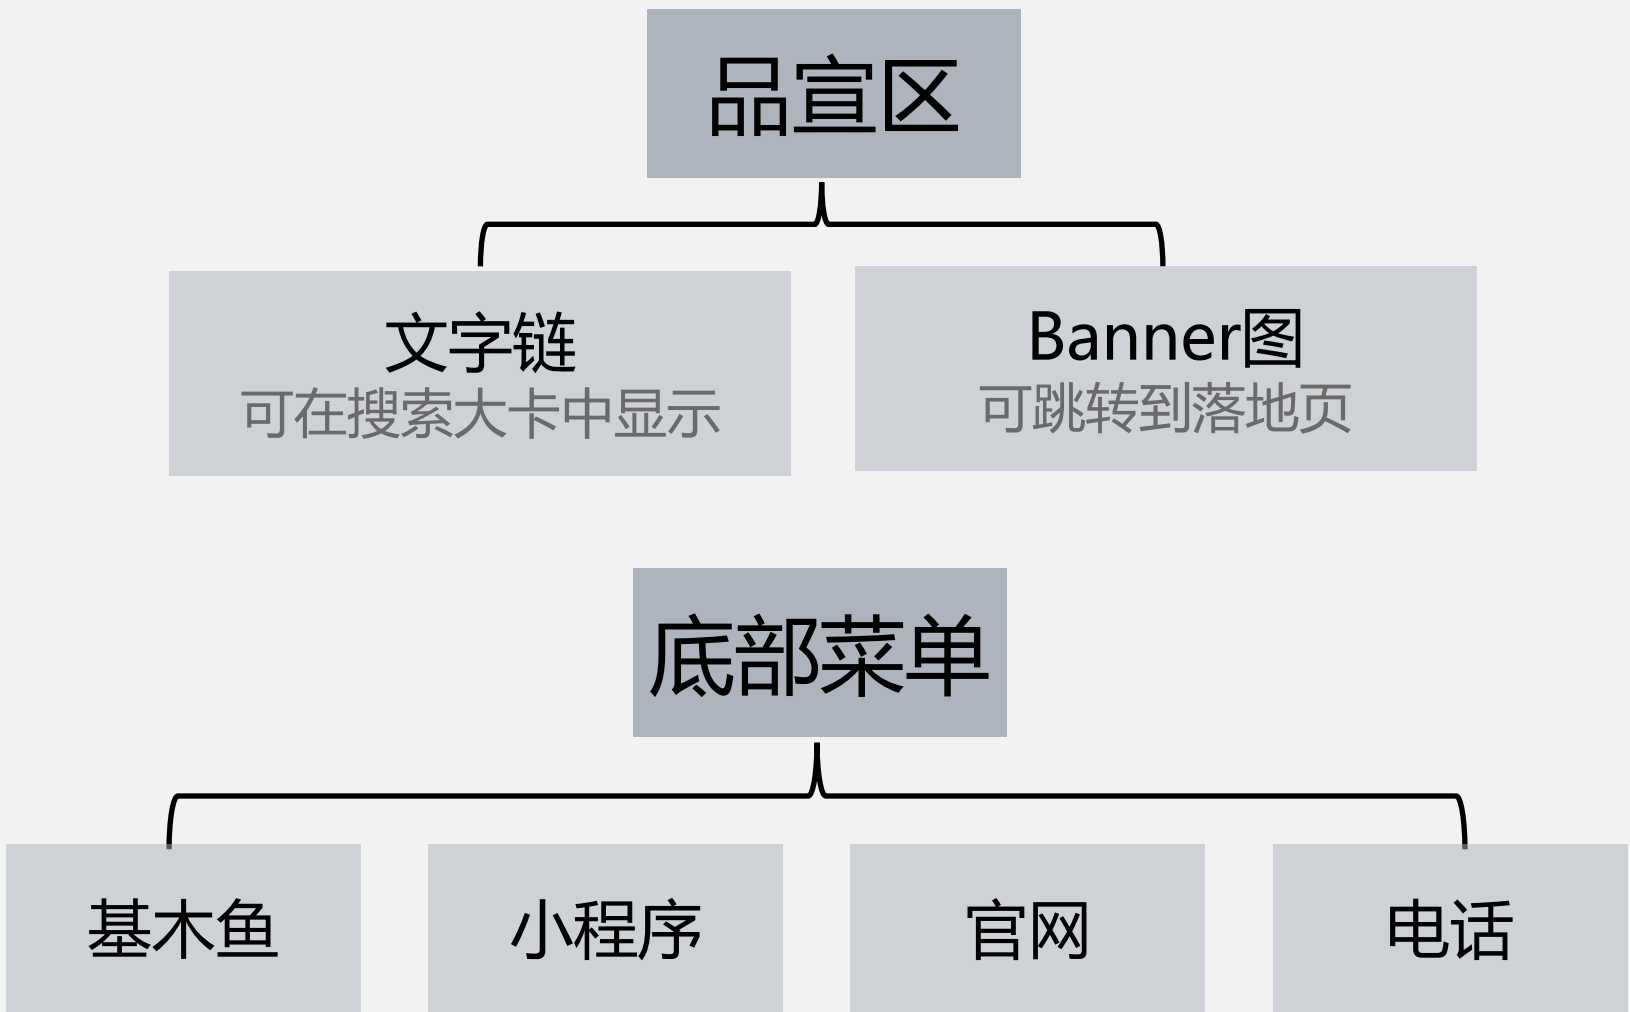 品宣区
文字链
可在搜索大卡中显示
Banner图
可跳转到落地页
底部菜单
基木鱼
小程序
官网
电话